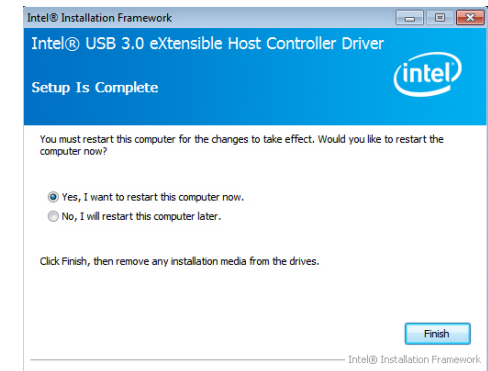 Intel® Installation Framework
Intel® USB 3.0 eXtensible Host Controller Driver
Setup Is Complete
intel®
You must restart this computer for the changes to take effect. Would you like to restart the
computer now?
Yes, I want to restart this computer now.
No, I will restart this computer later.
Click Finish, then remove any installation media from the drives.
Finish
Intel® Installation Framework